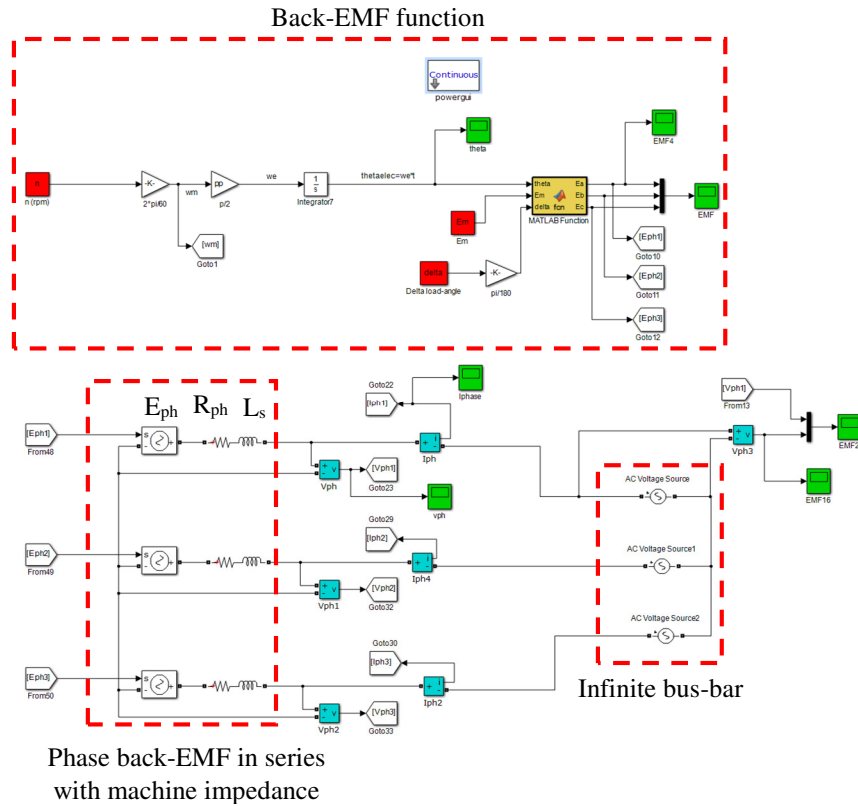 Back-EMF function
Continuous
powergui
theta
EMF4
n
n (rpm)
-K-
2*pi/60
wm
pp
p/2
we
1
s
Integrator7
thetaelec=we*t
[wm]
Goto1
theta
Em
delta
fcn
Ea
Eb
Ec
MATLAB Function
EMF
Em
Em
delta
Delta load-angle
-K-
pi/180
[Eph1]
Goto10
[Eph2]
Goto11
[Eph3]
Goto12
Eph Rph Ls
Goto22
[Iph1]
Iphase
[Vph1]
From13
[Eph1]
From48
s
-
+
+
-
v
Vph
[Vph1]
Goto23
vph
+
i
-
Iph
+
-
v
Vph3
EMF2
EMF16
AC Voltage Source
[Eph2]
From49
s
-
+
Goto29
[Iph2]
+
i
-
Iph4
+
-
v
Vph1
[Vph2]
Goto32
AC Voltage Source1
[Eph3]
From50
s
-
+
Goto30
[Iph3]
+
i
-
Iph2
+
-
v
Vph2
[Vph3]
Goto33
AC Voltage Source2
Infinite bus-bar
Phase back-EMF in series
with machine impedance